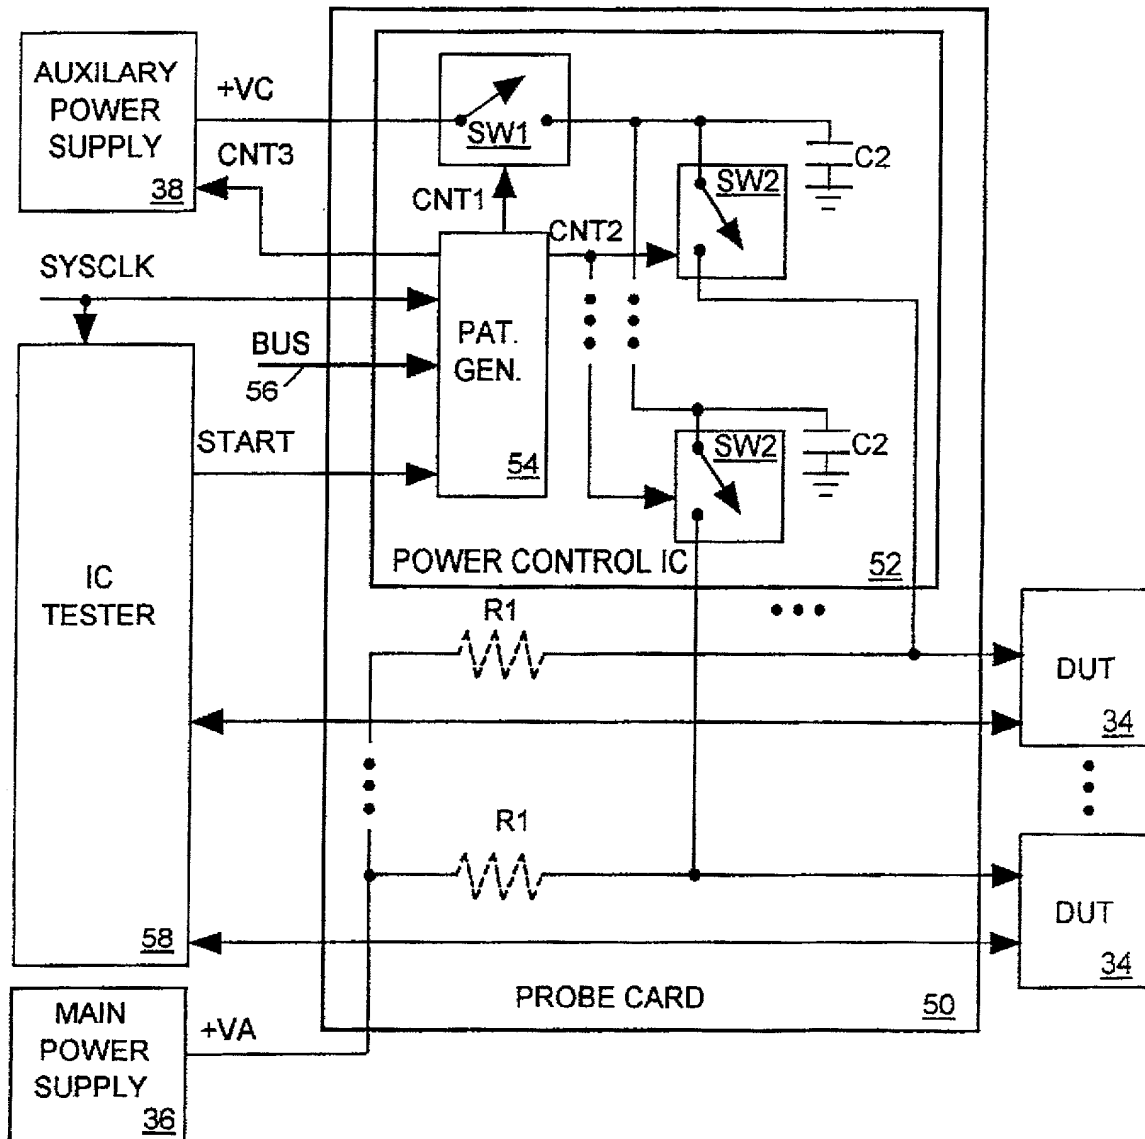 AUXILARY
POWER
SUPPLY
38
+VC
CNT3
SW1
CNT1
C2
SW2
CNT2
SYSCLK
BUS
56
PAT.
GEN.
54
START
SW2
C2
POWER CONTROL IC
52
IC
TESTER
58
R1
DUT
34
R1
DUT
34
PROBE CARD
50
MAIN
POWER
SUPPLY
36
+VA